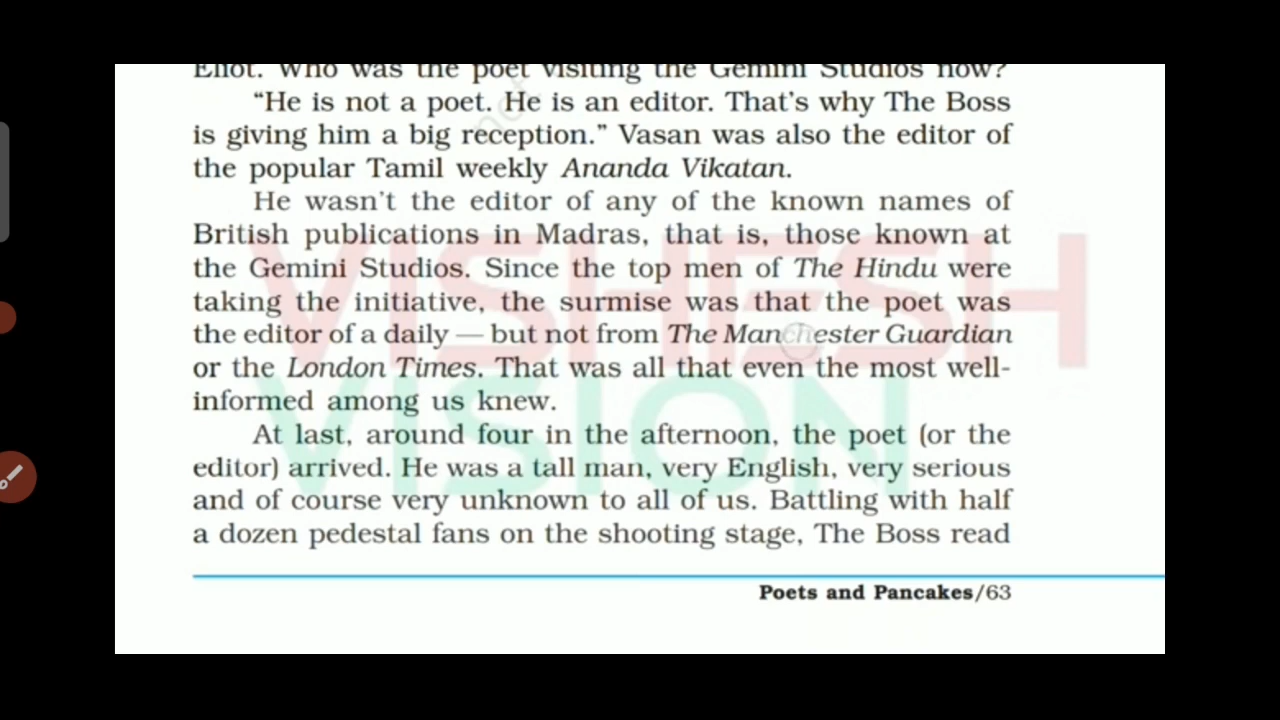 Eliot. Who was the poet visiting the Gemini Studios now?
“He is not a poet. He is an editor. That’s why The Boss
is giving him a big reception.” Vasan was also the editor of
the popular Tamil weekly Ananda Vikatan.
He wasn’t the editor of any of the known names of
British publications in Madras, that is, those known at
the Gemini Studios. Since the top men of The Hindu were
taking the initiative, the surmise was that the poet was
the editor of a daily — but not from The Manchester Guardian
or the London Times. That was all that even the most well-
informed among us knew.
At last, around four in the afternoon, the poet (or the
editor) arrived. He was a tall man, very English, very serious
and of course very unknown to all of us. Battling with half
a dozen pedestal fans on the shooting stage, The Boss read
Poets and Pancakes/63
not
VISHESH
VISION